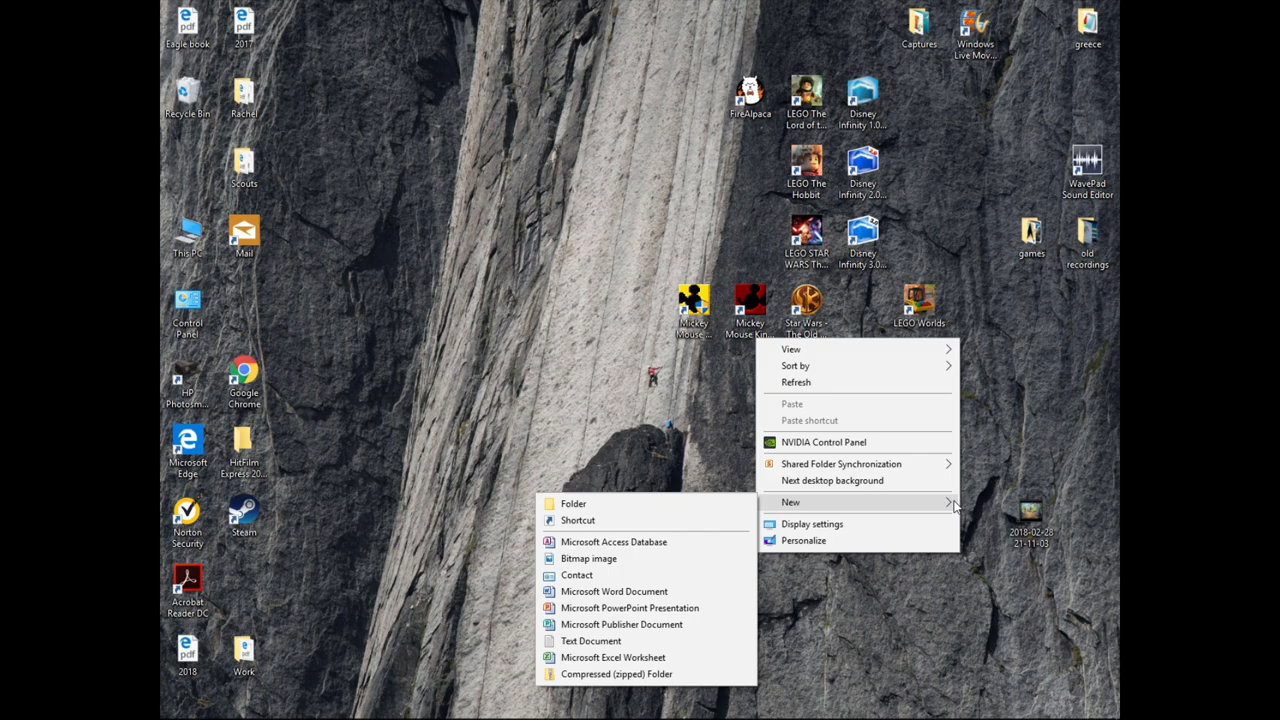 Eagle book
2017
Captures
Windows
Live Mov...
greece
Recycle Bin
Rachel
FireAlpaca
LEGO The
Lord of t...
Disney
Infinity 1.0...
Scouts
LEGO The
Hobbit
Disney
Infinity 2.0...
WavePad
Sound Editor
This PC
Mail
LEGO STAR
WARS Th...
Disney
Infinity 3.0...
games
old
recordings
Control
Panel
Mickey
Mouse ...
Mickey
Mouse Kin...
Star Wars -
The Old ...
LEGO Worlds
HP
Photosm...
Google
Chrome
Microsoft
Edge
HitFilm
Express 20...
Norton
Security
Steam
2018-02-28
21-11-03
Acrobat
Reader DC
2018
Work
View
Sort by
Refresh
Paste
Paste shortcut
NVIDIA Control Panel
Shared Folder Synchronization
Next desktop background
New
Display settings
Personalize
Folder
Shortcut
Microsoft Access Database
Bitmap image
Contact
Microsoft Word Document
Microsoft PowerPoint Presentation
Microsoft Publisher Document
Text Document
Microsoft Excel Worksheet
Compressed (zipped) Folder